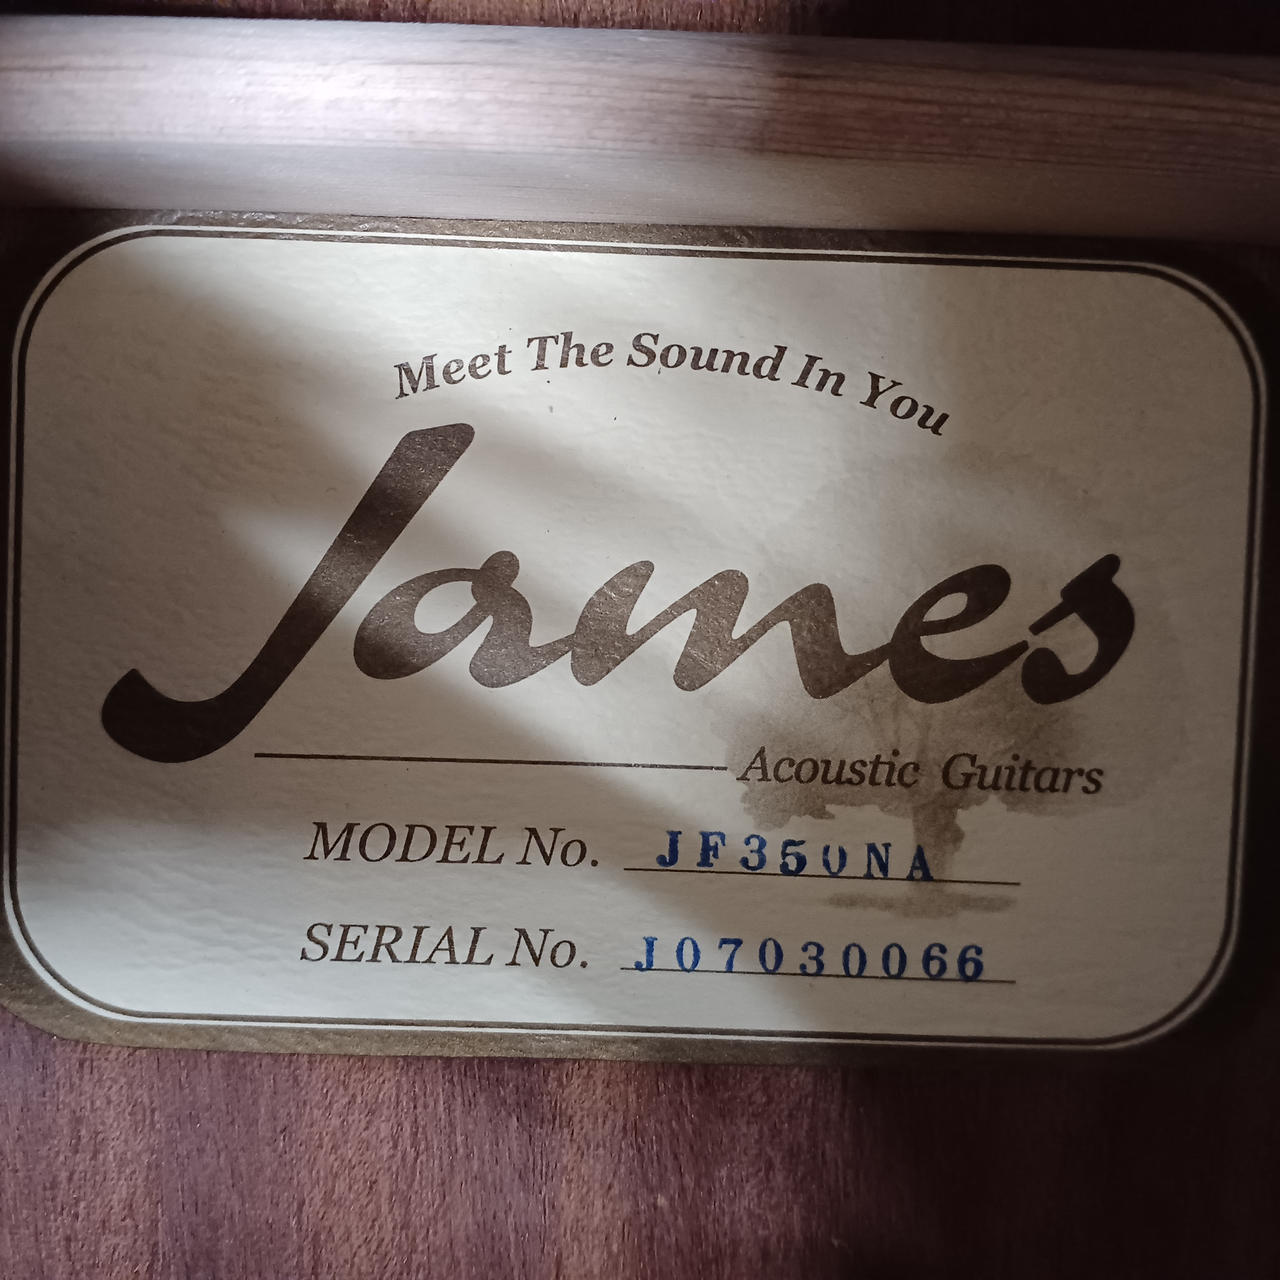 Meet The Sound In You
James
Acoustic Guitars
MODEL No. JF350NA
SERIAL No. J07030066